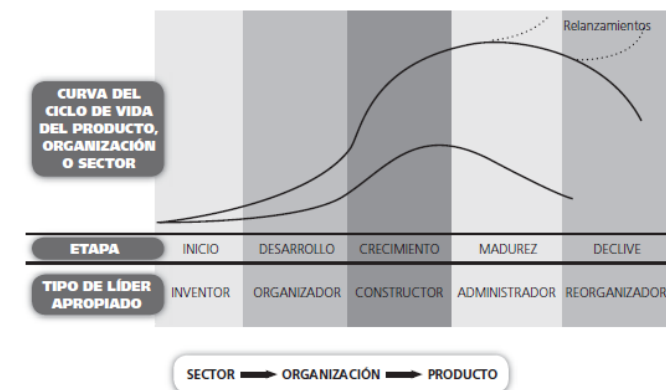 Relanzamientos
CURVA DEL
CICLO DE VIDA
DEL PRODUCTO,
ORGANIZACIÓN
O SECTOR
ETAPA INICIO DESARROLLO CRECIMIENTO MADUREZ DECLIVE
TIPO DE LÍDER
APROPIADO
INVENTOR ORGANIZADOR CONSTRUCTOR ADMINISTRADOR REORGANIZADOR
SECTOR ORGANIZACIÓN PRODUCTO